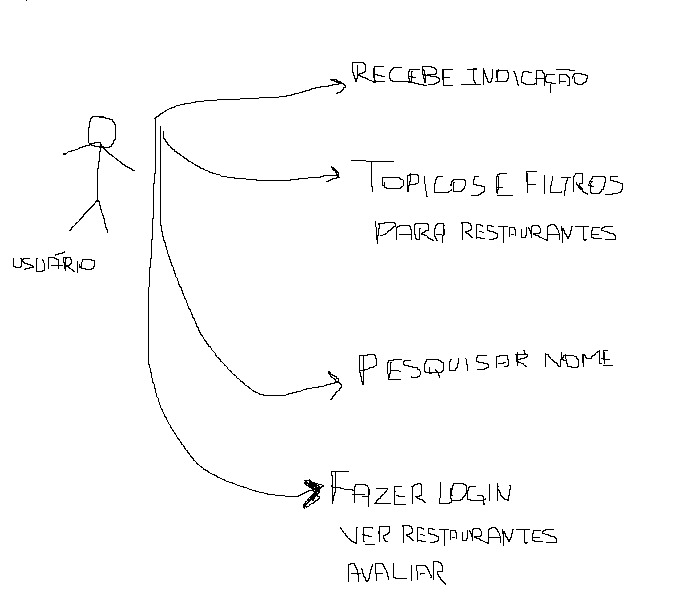 RECEBE INDICAÇÃO
TOPICOS E FILTROS
PARA RESTAURANTES
USUÁRIO
PESQUISAR NOME
FAZER LOGIN
VER RESTAURANTES
AVALIAR